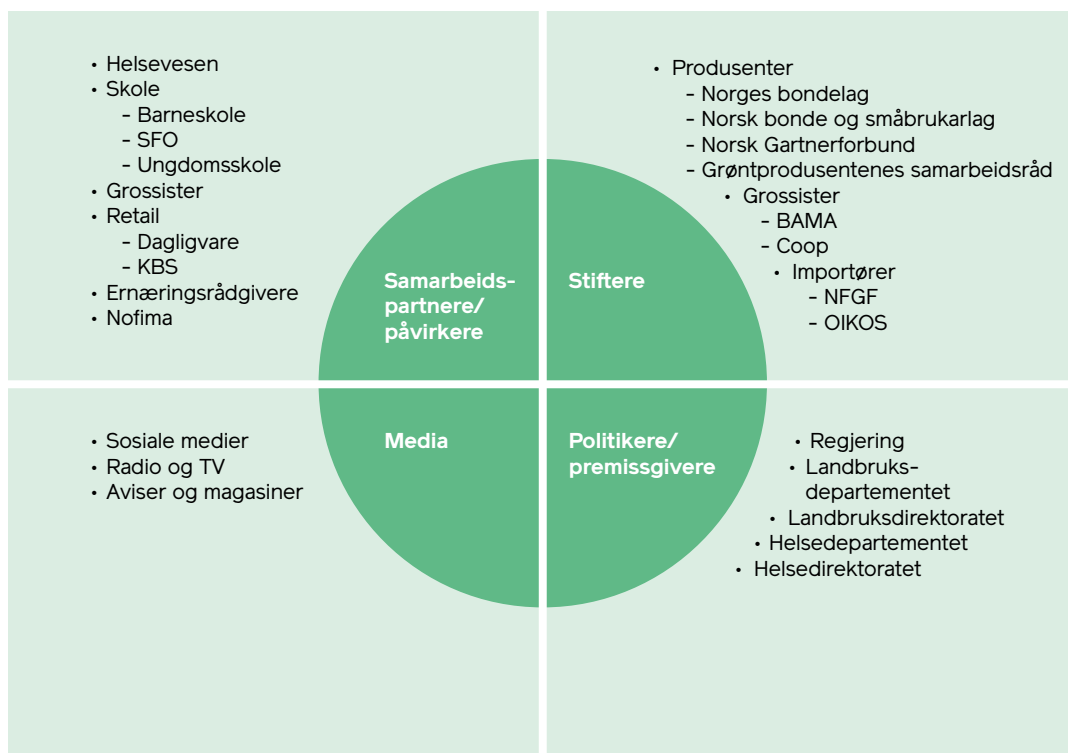 • Helsevesen
• Skole
- Barneskole
- SFO
- Ungdomsskole
• Grossister
• Retail
- Dagligvare
- KBS
• Ernæringsrådgivere
• Nofima
Samarbeids-
partnere/
påvirkere
• Produsenter
- Norges bondelag
- Norsk bonde og småbrukarlag
- Norsk Gartnerforbund
- Grøntprodusentenes samarbeidsråd
• Grossister
- BAMA
- Coop
• Importører
- NFGF
- OIKOS
Stiftere
• Sosiale medier
• Radio og TV
• Aviser og magasiner
Media
Politikere/
premissgivere
• Regjering
• Landbruks-
departementet
• Landbruksdirektoratet
• Helsedepartementet
• Helsedirektoratet